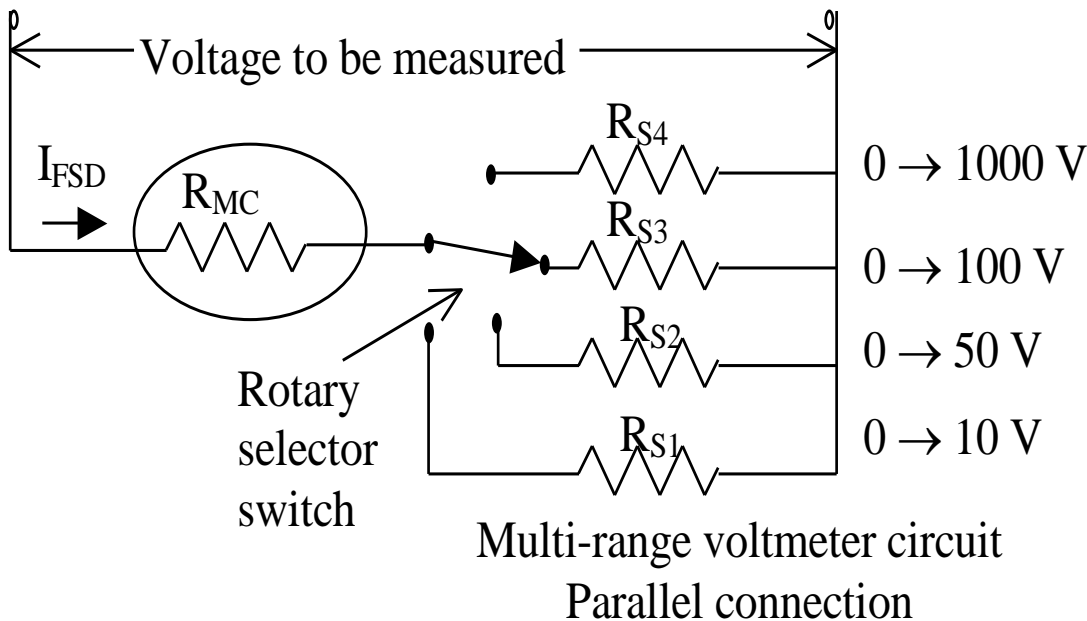 Voltage to be measured
R_S4
0 → 1000 V
I_FSD
R_MC
R_S3
0 → 100 V
R_S2
0 → 50 V
Rotary
selector
switch
R_S1
0 → 10 V
Multi-range voltmeter circuit
Parallel connection